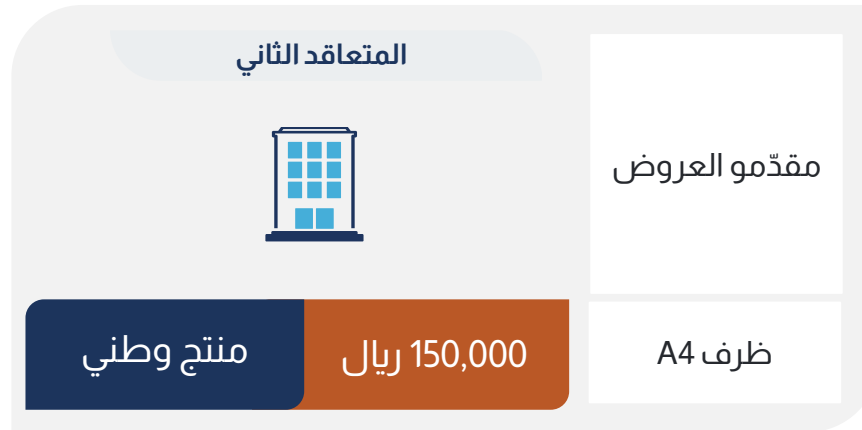 المتعاقد الثاني
مقدّمو العروض
ظرف A4
150,000 ريال
منتج وطني